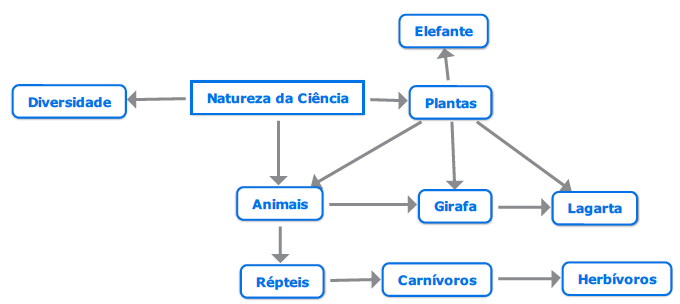 Elefante
Diversidade
Natureza da Ciência
Plantas
Animais
Girafa
Lagarta
Répteis
Carnívoros
Herbívoros